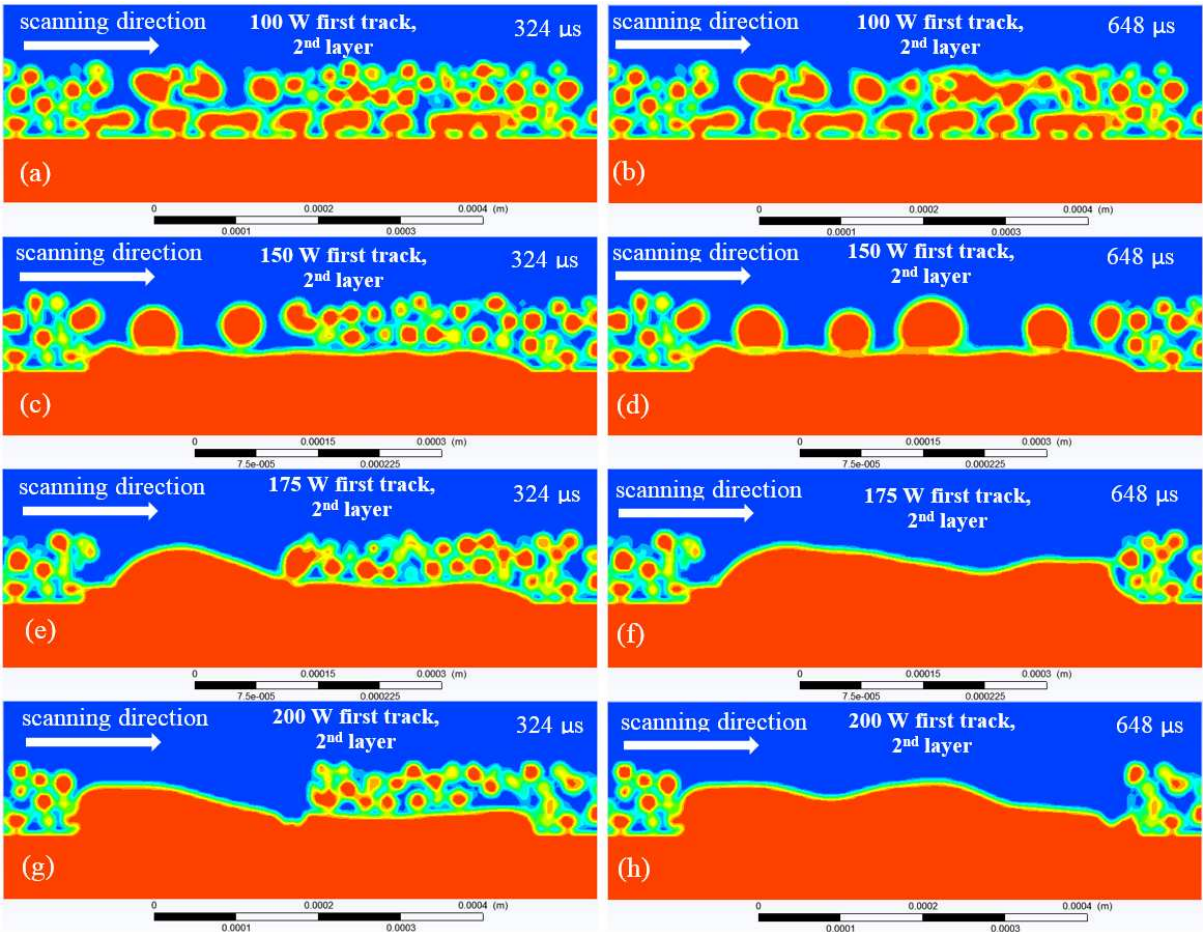 scanning direction
100 W first track,
2nd layer
324 μs
(a)
0 0.0002 0.0004 (m)
0.0001 0.0003
scanning direction
100 W first track,
2nd layer
648 μs
(b)
0 0.0002 0.0004 (m)
0.0001 0.0003
scanning direction
150 W first track,
2nd layer
324 μs
(c)
0 0.00015 0.0003 (m)
7.5e-005 0.000225
scanning direction
150 W first track,
2nd layer
648 μs
(d)
0 0.00015 0.0003 (m)
7.5e-005 0.000225
scanning direction
175 W first track,
2nd layer
324 μs
(e)
0 0.00015 0.0003 (m)
7.5e-005 0.000225
scanning direction
175 W first track,
2nd layer
648 μs
(f)
0 0.00015 0.0003 (m)
7.5e-005 0.000225
scanning direction
200 W first track,
2nd layer
324 μs
(g)
0 0.0002 0.0004 (m)
0.0001 0.0003
scanning direction
200 W first track,
2nd layer
648 μs
(h)
0 0.0002 0.0004 (m)
0.0001 0.0003